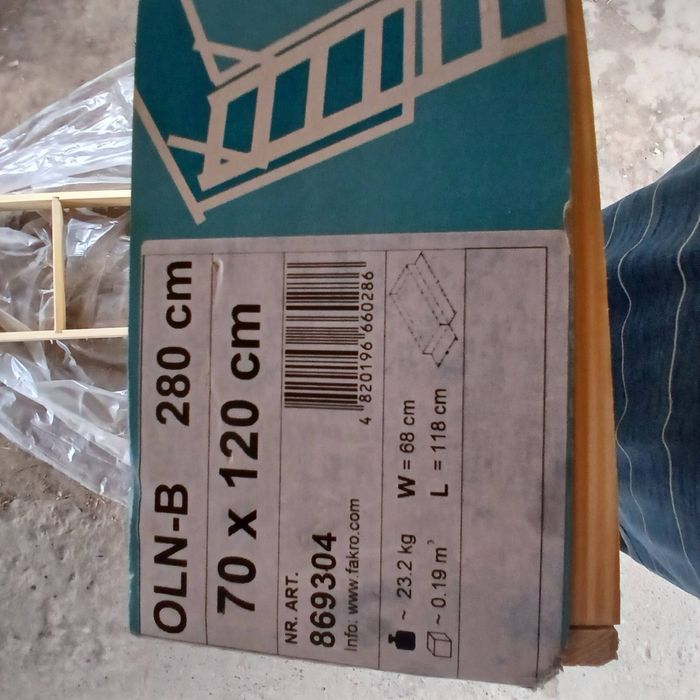 OLN-B 280 cm
70 x 120 cm
NR. ART.
869304
Info: www.fakro.com
4 820196 660286
~ 23.2 kg W = 68 cm
~ 0.19 m³ L = 118 cm